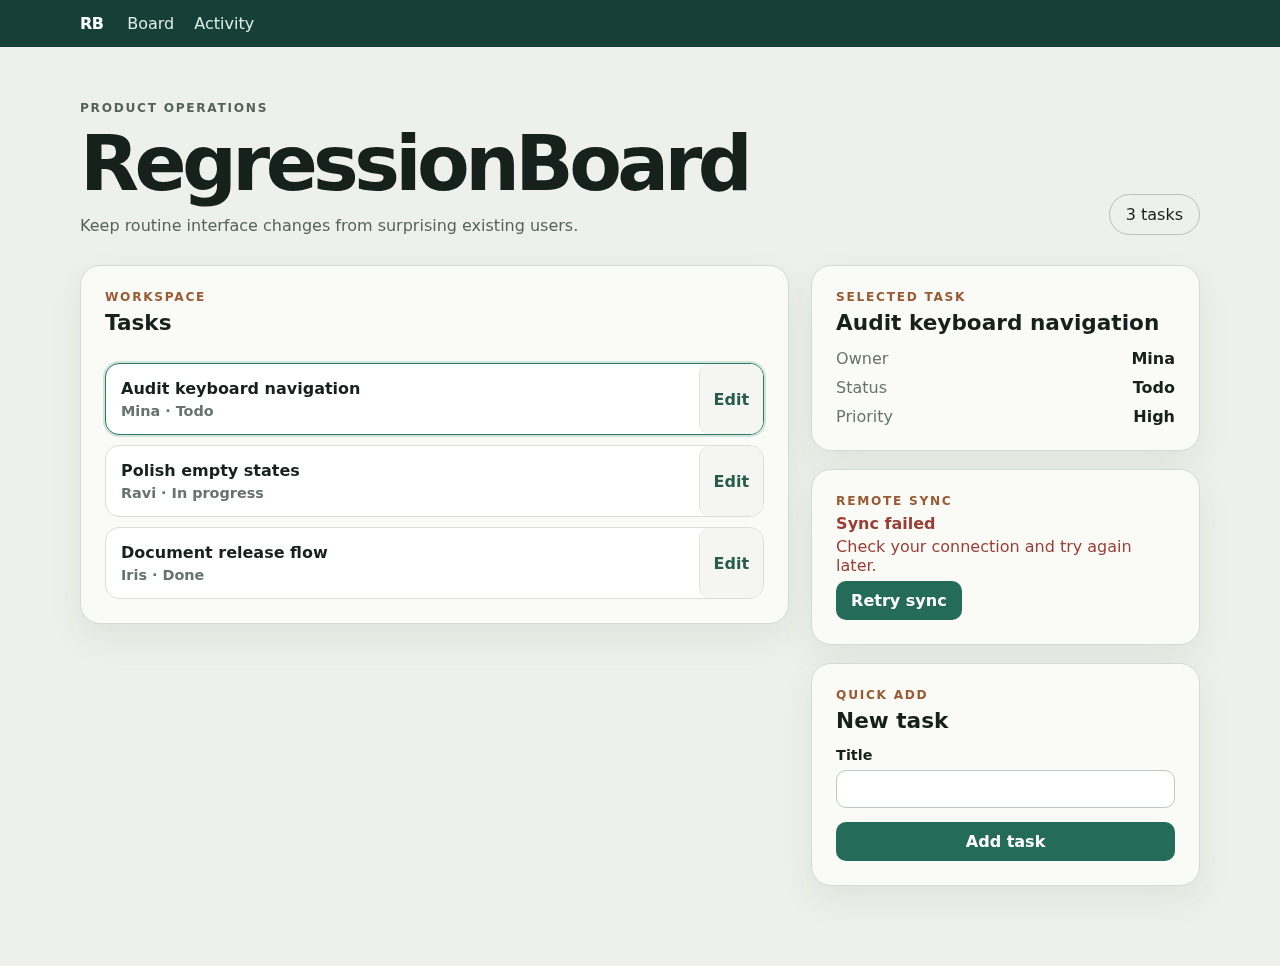 RB Board Activity
PRODUCT OPERATIONS
RegressionBoard
Keep routine interface changes from surprising existing users.
3 tasks
WORKSPACE
Tasks
Audit keyboard navigation
Mina · Todo
Edit
Polish empty states
Ravi · In progress
Edit
Document release flow
Iris · Done
Edit
SELECTED TASK
Audit keyboard navigation
Owner Mina
Status Todo
Priority High
REMOTE SYNC
Sync failed
Check your connection and try again
later.
Retry sync
QUICK ADD
New task
Title
Add task